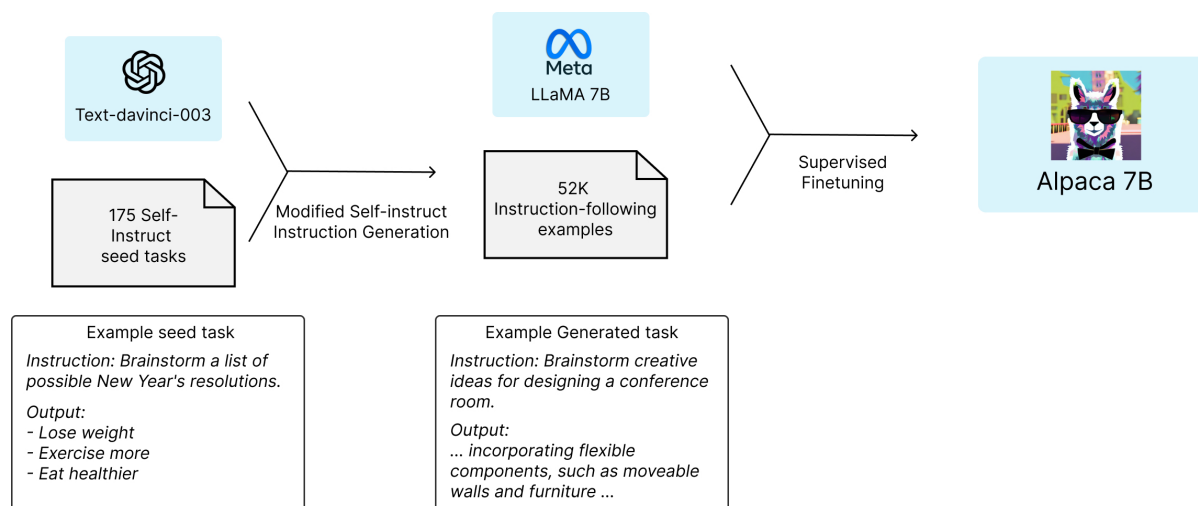 Text-davinci-003
175 Self-
Instruct
seed tasks
Modified Self-instruct
Instruction Generation
Meta
LLaMA 7B
52K
Instruction-following
examples
Supervised
Finetuning
Alpaca 7B
Example seed task
Instruction: Brainstorm a list of
possible New Year's resolutions.
Output:
- Lose weight
- Exercise more
- Eat healthier
Example Generated task
Instruction: Brainstorm creative
ideas for designing a conference
room.
Output:
... incorporating flexible
components, such as moveable
walls and furniture ...